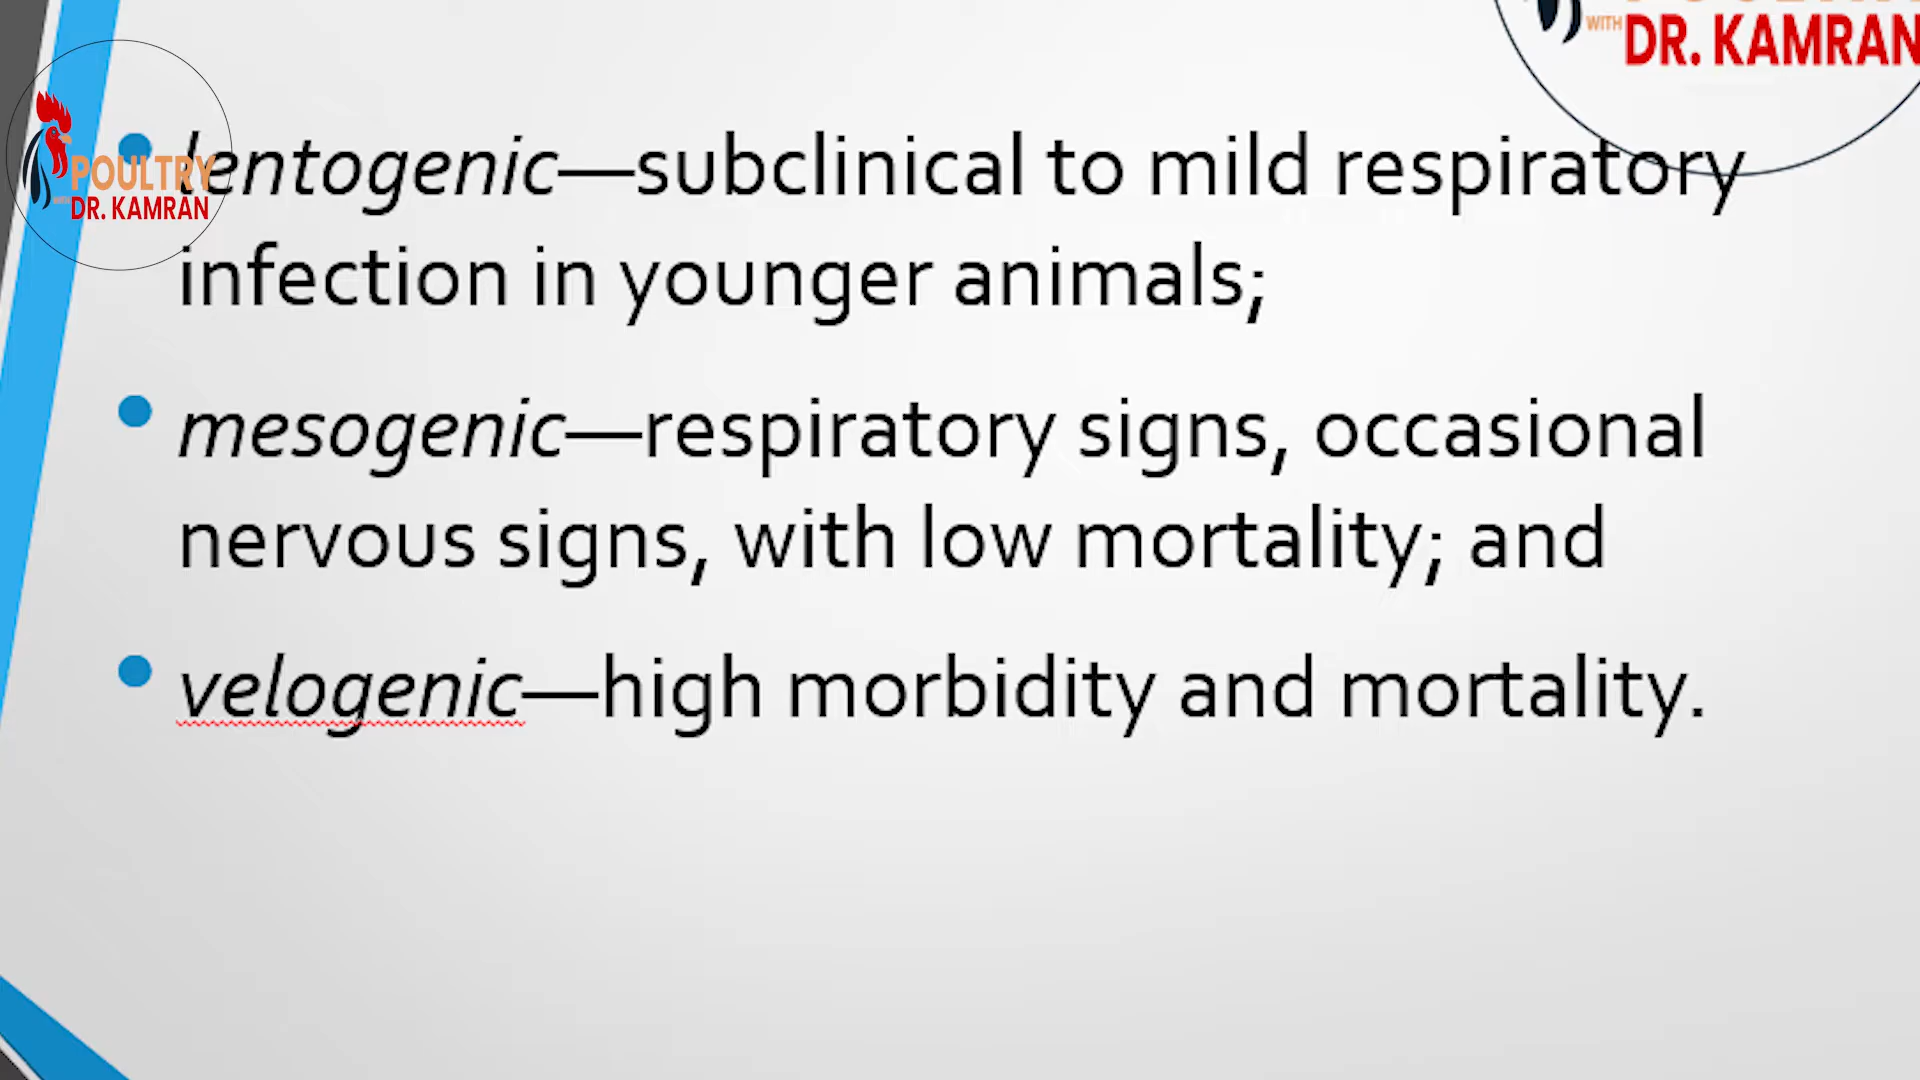 WITH
DR. KAMRAN
POULTRY
WITH
DR. KAMRAN
• lentogenic—subclinical to mild respiratory
infection in younger animals;
• mesogenic—respiratory signs, occasional
nervous signs, with low mortality; and
• velogenic—high morbidity and mortality.